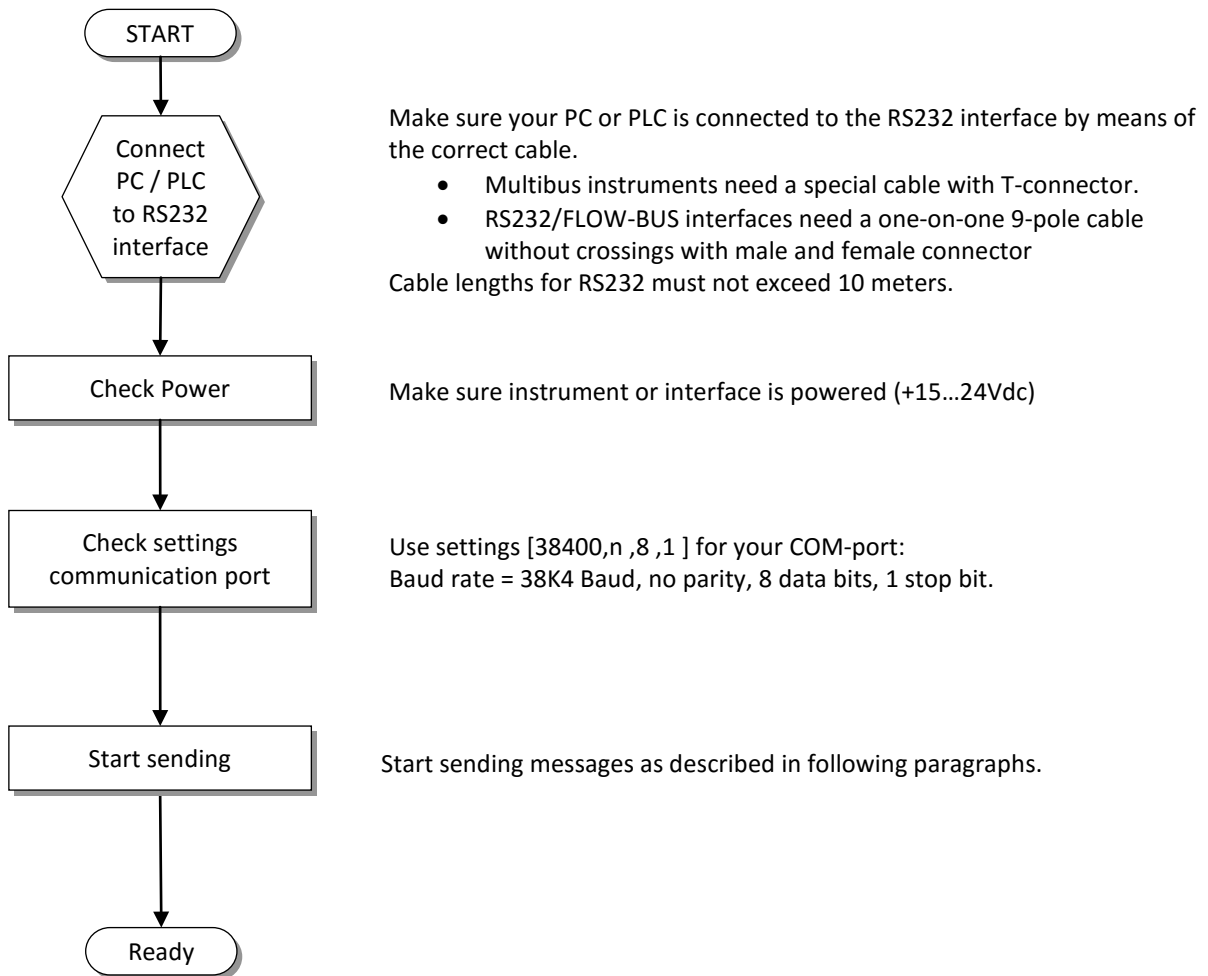 START
Connect
PC / PLC
to RS232
interface
Make sure your PC or PLC is connected to the RS232 interface by means of
the correct cable.
• Multibus instruments need a special cable with T-connector.
• RS232/FLOW-BUS interfaces need a one-on-one 9-pole cable
without crossings with male and female connector
Cable lengths for RS232 must not exceed 10 meters.
Check Power
Make sure instrument or interface is powered (+15…24Vdc)
Check settings
communication port
Use settings [38400,n ,8 ,1 ] for your COM-port:
Baud rate = 38K4 Baud, no parity, 8 data bits, 1 stop bit.
Start sending
Start sending messages as described in following paragraphs.
Ready